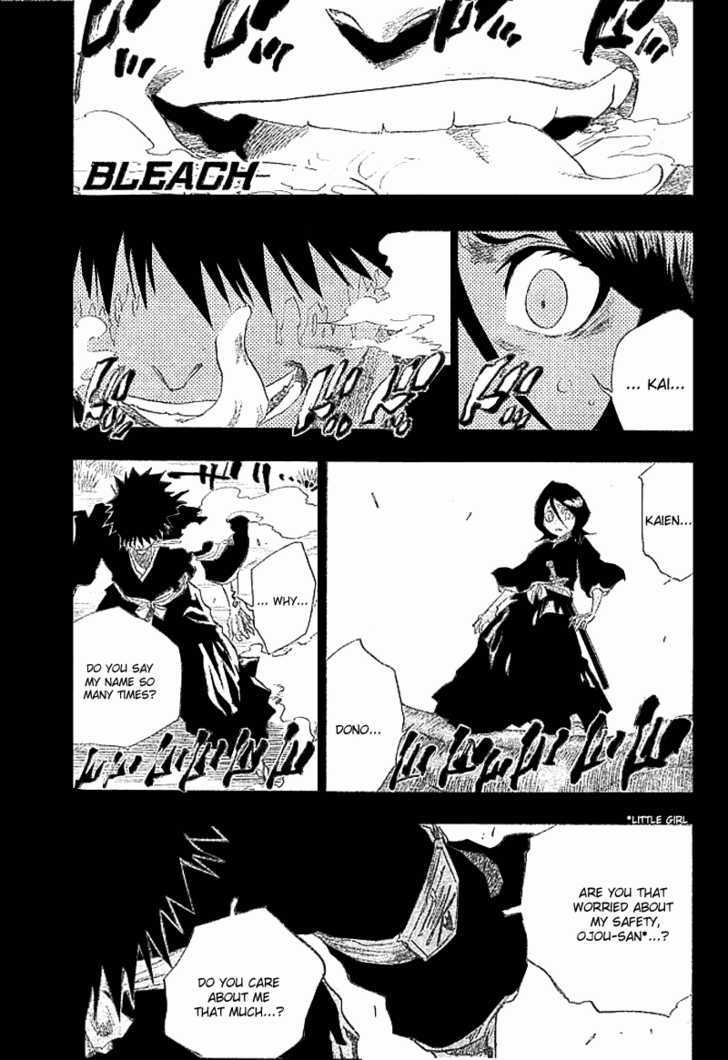 BLEACH
... KAI...
KAIEN...
DONO...
... WHY...
DO YOU SAY
MY NAME SO
MANY TIMES?
*LITTLE GIRL
ARE YOU THAT
WORRIED ABOUT
MY SAFETY,
OJOU-SAN*...?
DO YOU CARE
ABOUT ME
THAT MUCH...?